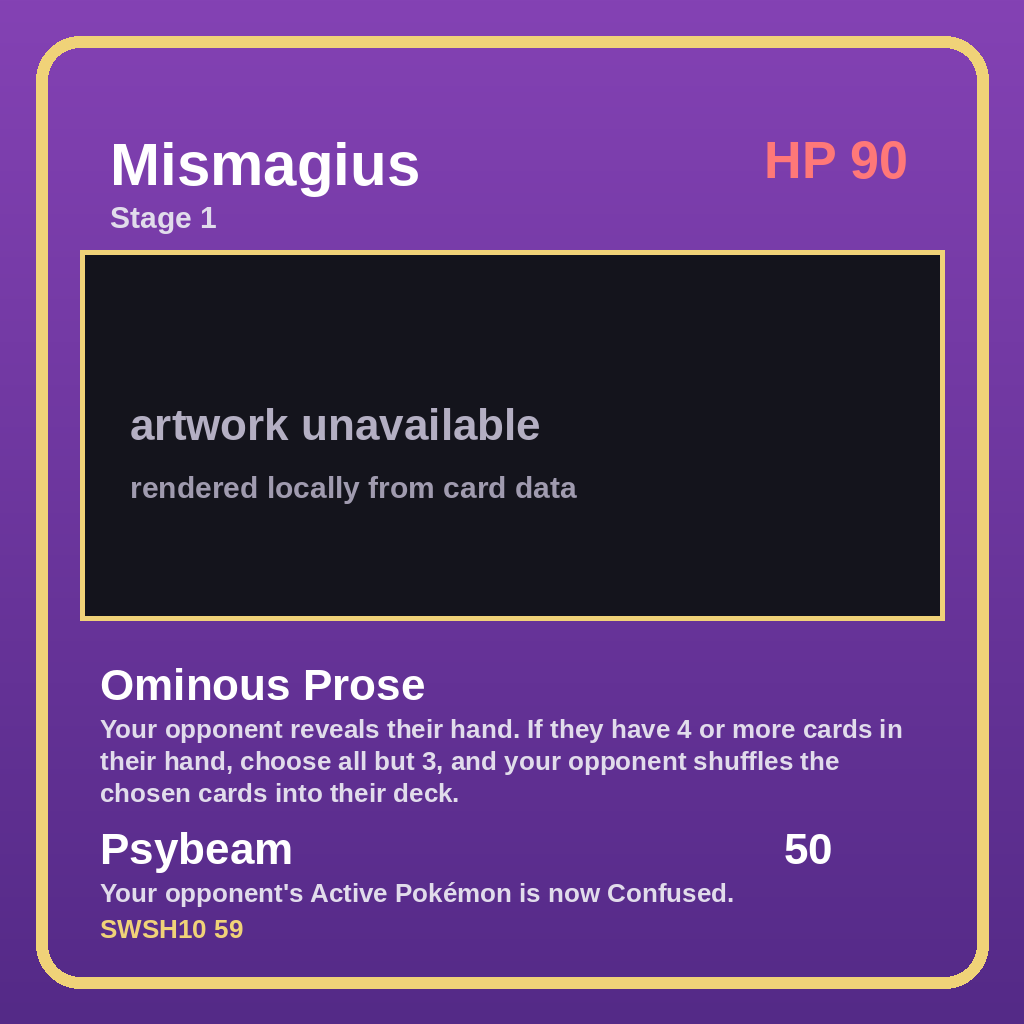 Mismagius
HP 90
Stage 1
artwork unavailable
rendered locally from card data
Ominous Prose
Your opponent reveals their hand. If they have 4 or more cards in
their hand, choose all but 3, and your opponent shuffles the
chosen cards into their deck.
Psybeam
50
Your opponent's Active Pokémon is now Confused.
SWSH10 59